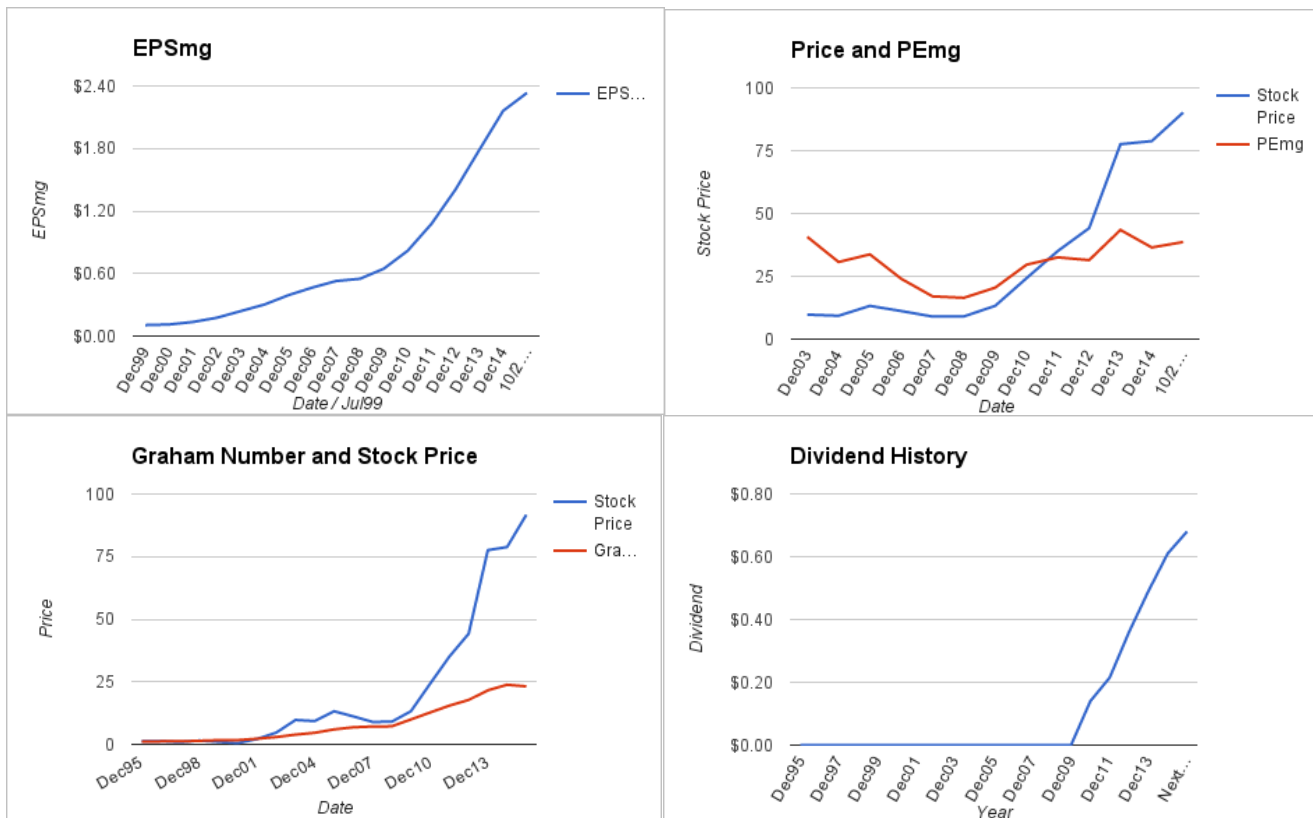 EPSmg
$2.40
$1.80
$1.20
$0.60
$0.00
EPSmg
EPS...
Dec99
Dec00
Dec01
Dec02
Dec03
Dec04
Dec05
Dec06
Dec07
Dec08
Dec09
Dec10
Dec11
Dec12
Dec13
Dec14
10/2...
Date / Jul99
Price and PEmg
100
75
50
25
0
Stock Price
Stock
Price
PEmg
Dec03
Dec04
Dec05
Dec06
Dec07
Dec08
Dec09
Dec10
Dec11
Dec12
Dec13
Dec14
10/2...
Date
Graham Number and Stock Price
100
75
50
25
0
Price
Stock
Price
Gra...
Dec95
Dec98
Dec01
Dec04
Dec07
Dec10
Dec13
Date
Dividend History
$0.80
$0.60
$0.40
$0.20
$0.00
Dividend
Dec95
Dec97
Dec99
Dec01
Dec03
Dec05
Dec07
Dec09
Dec11
Dec13
Next...
Year